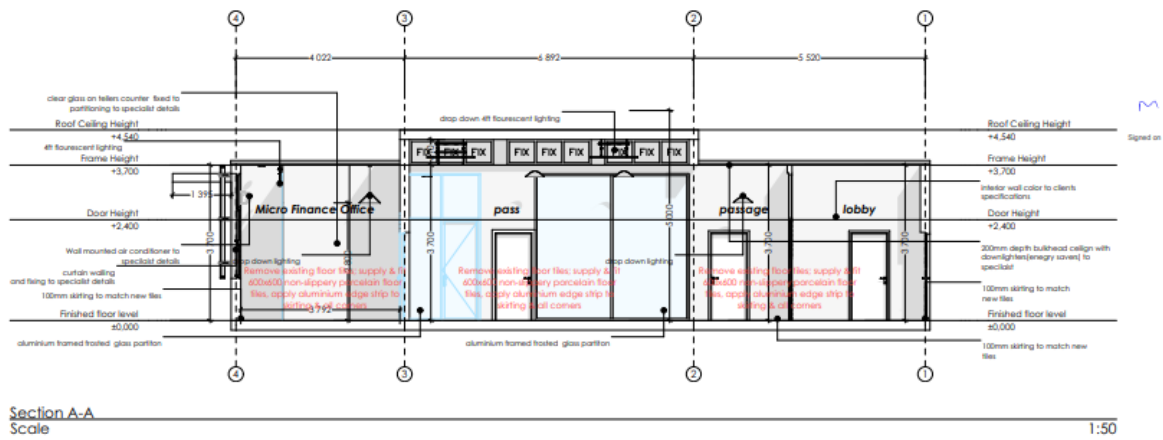 4
3
2
1
4 022
6 892
5 520
clear glass on tellers counter fixed to
partitioning to specialist details
drop down 4ft flourescent lighting
Roof Ceiling Height
+4,540
Roof Ceiling Height
+4,540
Signed on
4ft flourescent lighting
Frame Height
+3,700
Frame Height
+3,700
FIX
FIX
FIX
FIX
FIX
FIX
FIX
FIX
FIX
1 395
interior wall color to clients
specifications
Micro Finance Office
pass
passage
lobby
Door Height
+2,400
Door Height
+2,400
5 000
3 700
3 700
3 700
3 700
Wall mounted air conditioner to
specilaist details
drop down lighting
drop down lighting
200mm depth bulkhead ceilign with
downlighters(enegry savers) to
specilaist
curtain walling
and fixing to specilaist details
Remove existing floor tiles; supply & fit
600x600 non-slippery porcelain floor
tiles, apply aluminium edge strip to
skirting & all corners
Remove existing floor tiles; supply & fit
600x600 non-slippery porcelain floor
tiles, apply aluminium edge strip to
skirting & all corners
Remove existing floor tiles; supply & fit
600x600 non-slippery porcelain floor
tiles, apply aluminium edge strip to
skirting & all corners
100mm skirting to match new tiles
100mm skirting to match
new tiles
3 792
Finished floor level
±0,000
Finished floor level
±0,000
aluminium framed frosted glass partiton
aluminium framed frosted glass partiton
100mm skirting to match new
tiles
4
3
2
1
Section A-A
Scale
1:50